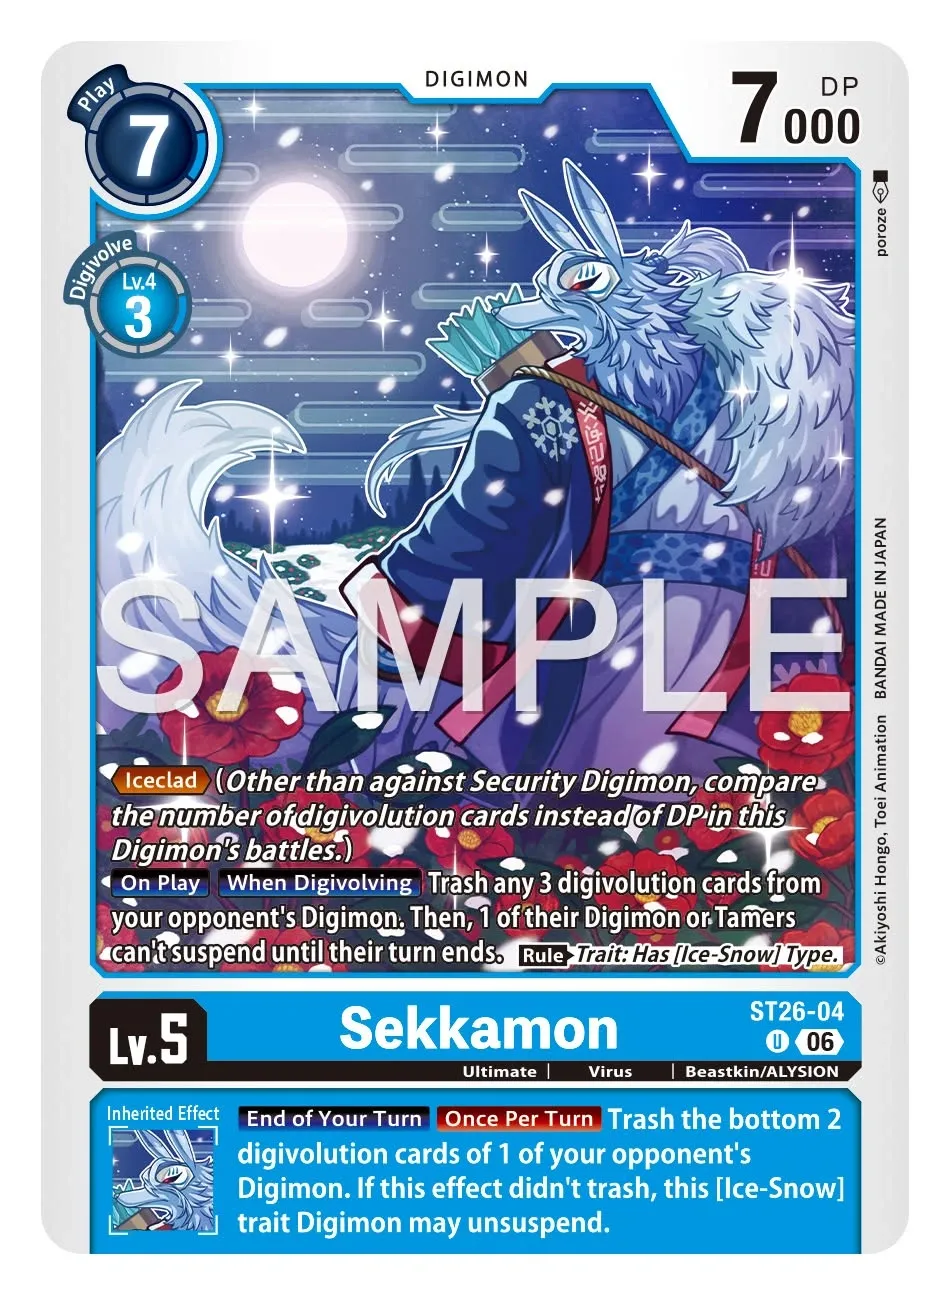 DIGIMON
Play
7
7000
DP
Digivolve
Lv.4
3
poroze
SAMPLE
Iceclad (Other than against Security Digimon, compare
the number of digivolution cards instead of DP in this
Digimon's battles.)
On Play When Digivolving Trash any 3 digivolution cards from
your opponent's Digimon. Then, 1 of their Digimon or Tamers
can't suspend until their turn ends. Rule Trait: Has [Ice-Snow] Type.
©Akiyoshi Hongo, Toei Animation BANDAI MADE IN JAPAN
Lv.5
Sekkamon
ST26-04
U 06
Ultimate | Virus | Beastkin/ALYSION
Inherited Effect
End of Your Turn Once Per Turn Trash the bottom 2
digivolution cards of 1 of your opponent's
Digimon. If this effect didn't trash, this [Ice-Snow]
trait Digimon may unsuspend.